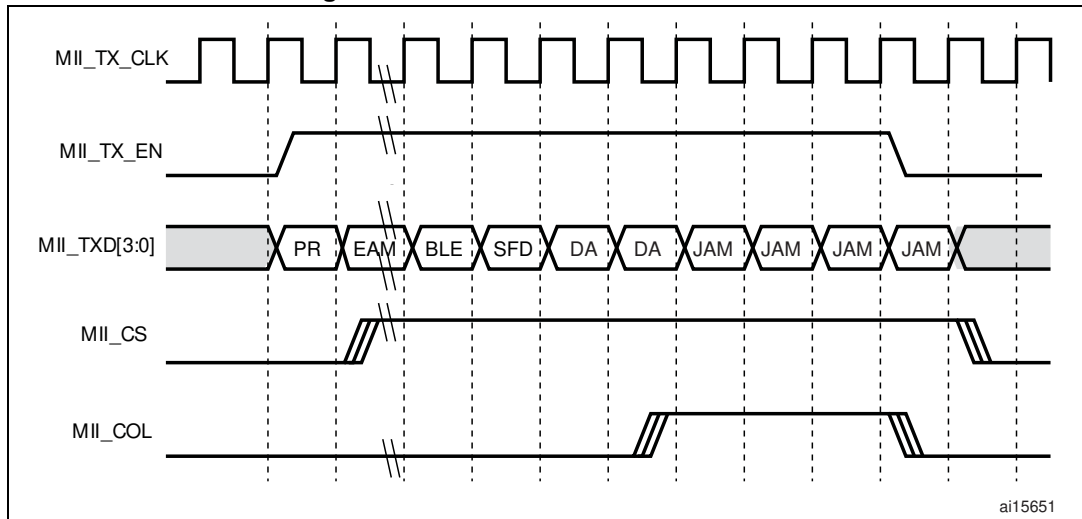 MII_TX_CLK
MII_TX_EN
MII_TXD[3:0] PR EAM BLE SFD DA DA JAM JAM JAM JAM
MII_CS
MII_COL
ai15651